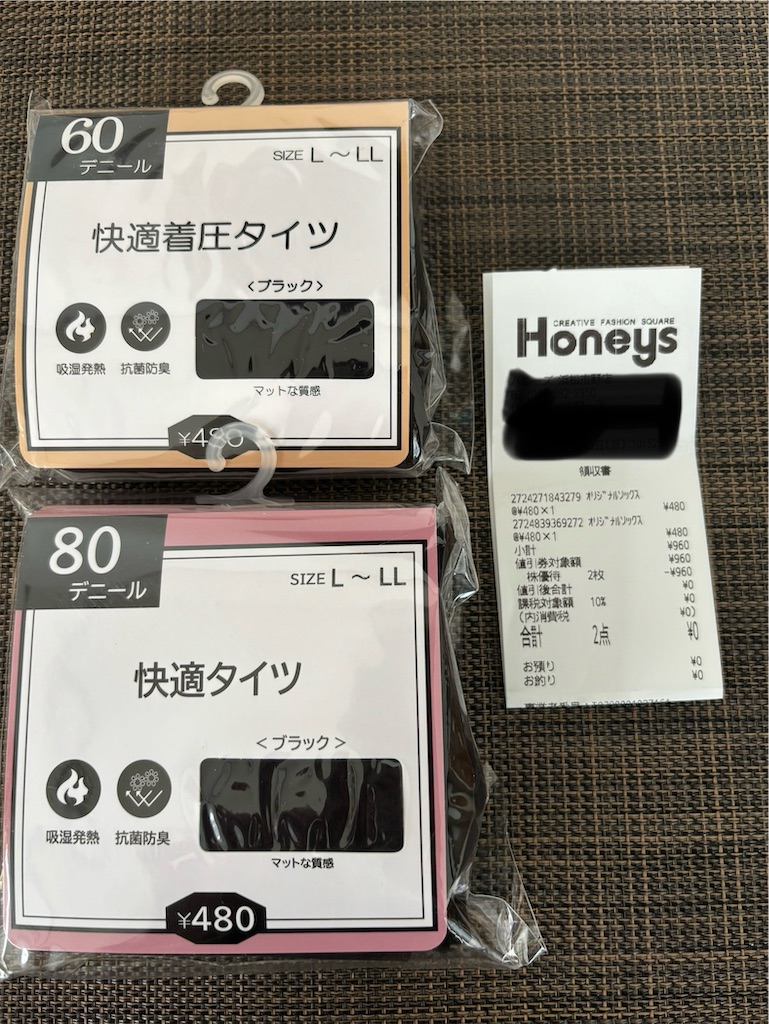 60
デニール
SIZE L～LL
快適着圧タイツ
<ブラック>
吸湿発熱
抗菌防臭
マットな質感
¥480
80
デニール
SIZE L～LL
快適タイツ
<ブラック>
吸湿発熱
抗菌防臭
マットな質感
¥480
CREATIVE FASHION SQUARE
Honeys
領収書
2724271843279 オリジナルソックス
@¥480×1 ¥480
2724839369272 オリジナルソックス
@¥480×1 ¥480
小計 ¥960
値引券対象額 ¥960
株優待 2枚 -¥960
値引後合計 ¥0
課税対象額 10% ¥0
(内消費税 ¥0)
合計 2点 ¥0
お預り ¥0
お釣り ¥0